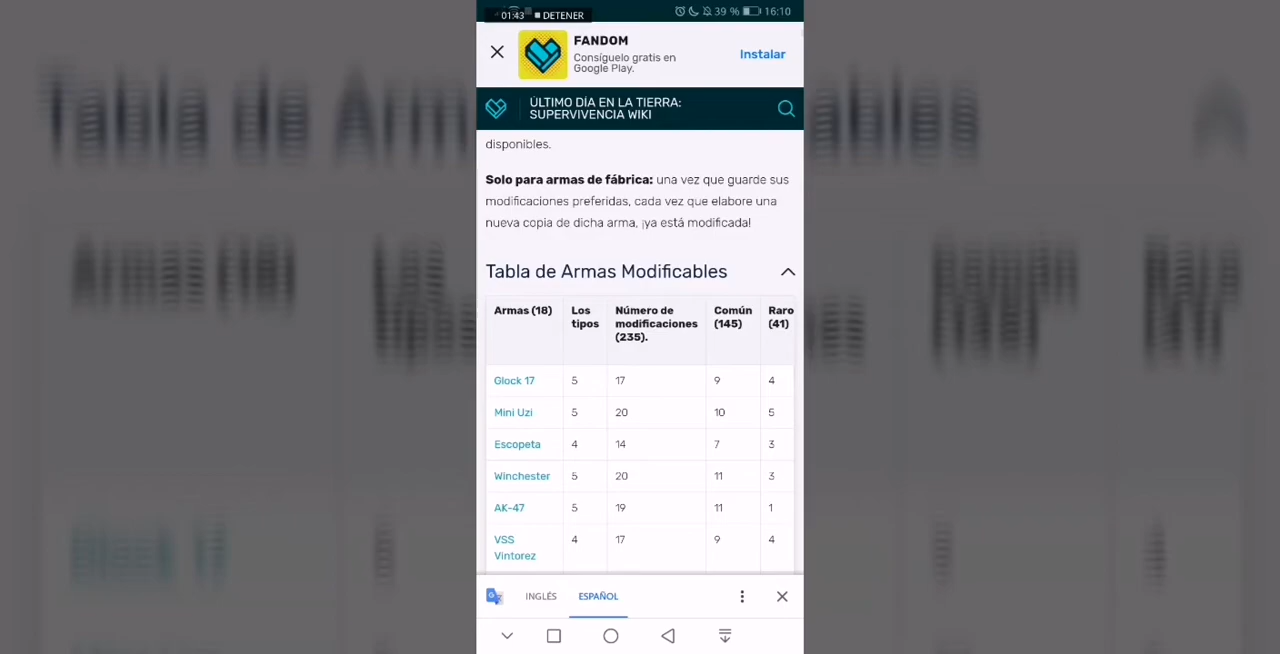 01:43 DETENER
39 % 16:10
FANDOM
Consíguelo gratis en
Google Play.
Instalar
ÚLTIMO DÍA EN LA TIERRA:
SUPERVIVENCIA WIKI
disponibles.
Solo para armas de fábrica: una vez que guarde sus
modificaciones preferidas, cada vez que elabore una
nueva copia de dicha arma, ¡ya está modificada!
Tabla de Armas Modificables
Armas (18) Los tipos Número de modificaciones (235). Común (145) Raro (41)
Glock 17 5 17 9 4
Mini Uzi 5 20 10 5
Escopeta 4 14 7 3
Winchester 5 20 11 3
AK-47 5 19 11 1
VSS Vintorez 4 17 9 4
INGLÉS ESPAÑOL